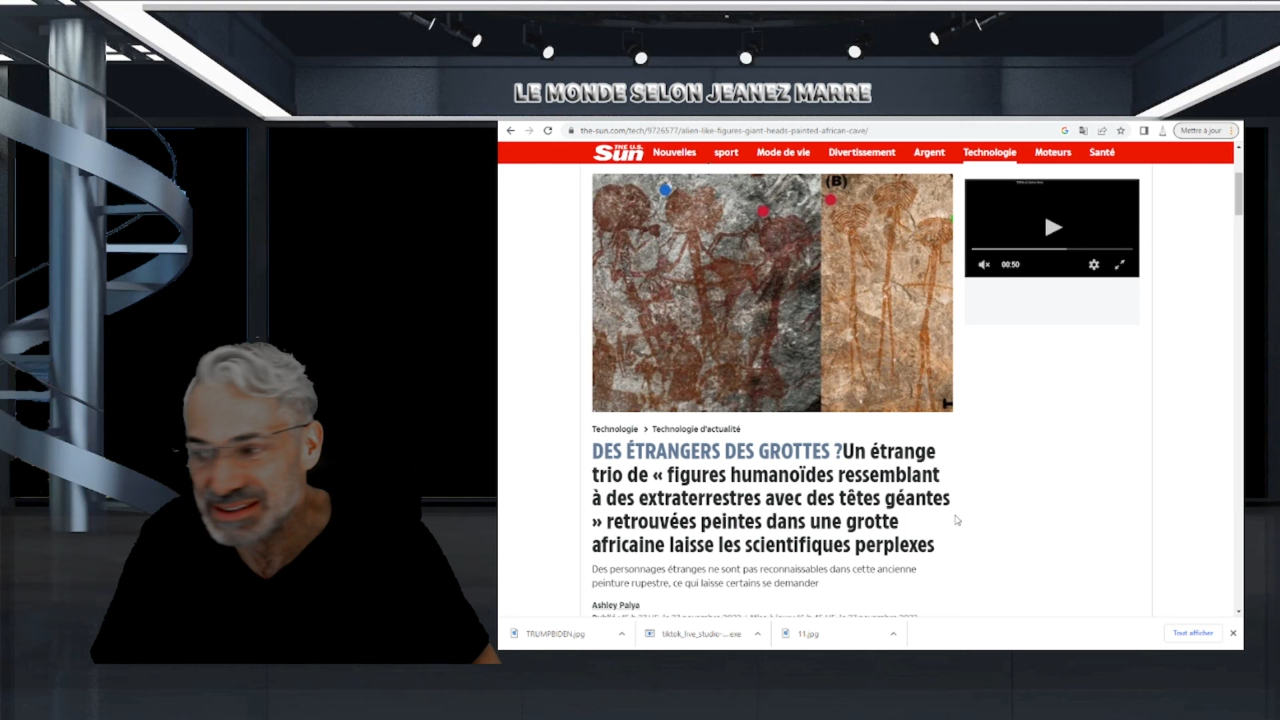 LE MONDE SELON JEANEZ MARRE
the-sun.com/tech/9726577/alien-like-figures-giant-heads-painted-african-cave/
Mettre à jour
THE U.S. Sun
Nouvelles sport Mode de vie Divertissement Argent Technologie Moteurs Santé
(B)
00:50
Technologie > Technologie d'actualité
DES ÉTRANGERS DES GROTTES ?Un étrange
trio de « figures humanoïdes ressemblant
à des extraterrestres avec des têtes géantes
» retrouvées peintes dans une grotte
africaine laisse les scientifiques perplexes
Des personnages étranges ne sont pas reconnaissables dans cette ancienne
peinture rupestre, ce qui laisse certains se demander
Ashley Palya
TRUMPBIDEN.jpg
tiktok_live_studio-....exe
11.jpg
Tout afficher